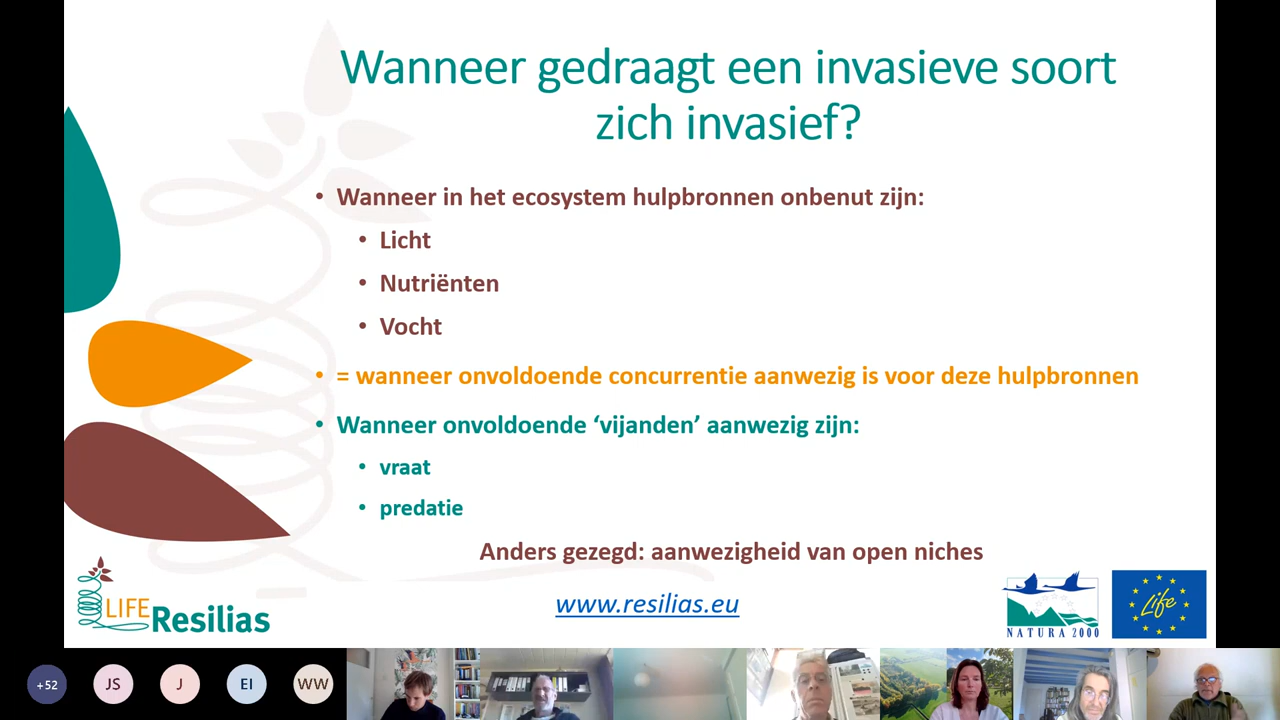 Wanneer gedraagt een invasieve soort
zich invasief?
• Wanneer in het ecosystem hulpbronnen onbenut zijn:
• Licht
• Nutriënten
• Vocht
• = wanneer onvoldoende concurrentie aanwezig is voor deze hulpbronnen
• Wanneer onvoldoende ‘vijanden’ aanwezig zijn:
• vraat
• predatie
Anders gezegd: aanwezigheid van open niches
www.resilias.eu
LIFE Resilias
NATURA 2000
Life
+52
JS
J
EI
WW